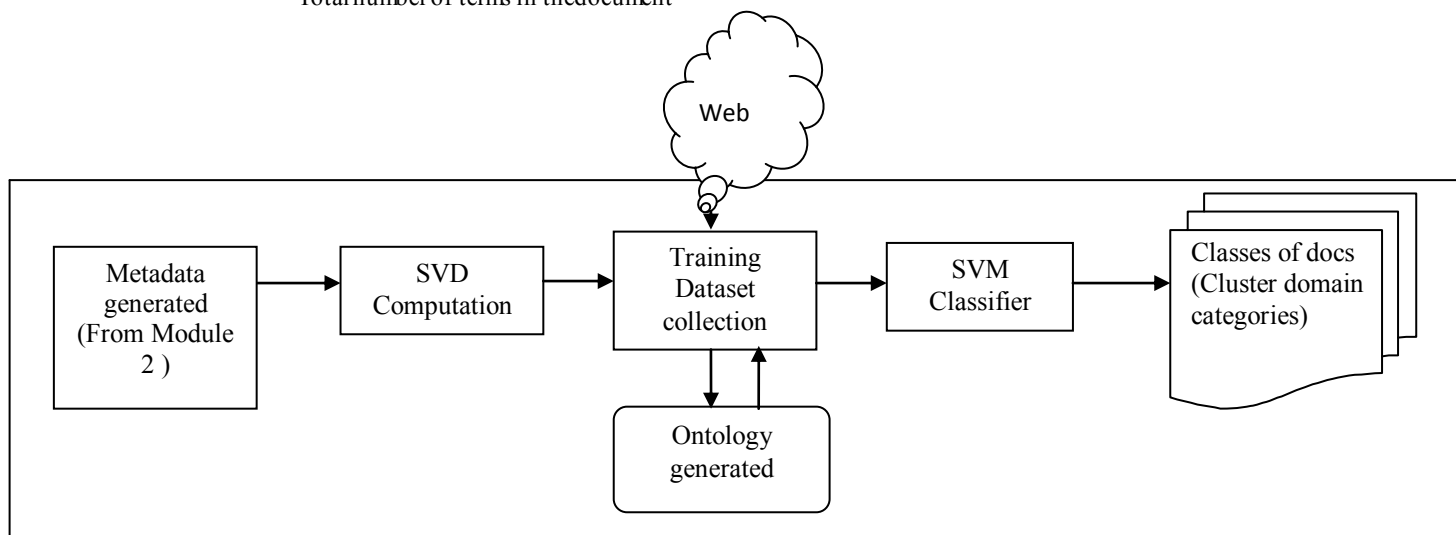 Total number of terms in the document
Web
Metadata
generated
(From Module
2 )
SVD
Computation
Training
Dataset
collection
SVM
Classifier
Classes of docs
(Cluster domain
categories)
Ontology
generated